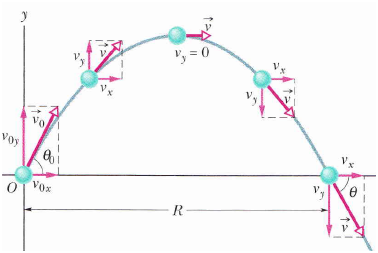 y
v⃗
v_y = 0
v_y
v⃗
v_x
v_x
v_y
v⃗
v_0y
v⃗_0
θ_0
O
v_0x
v_x
v_y
θ
v⃗
R